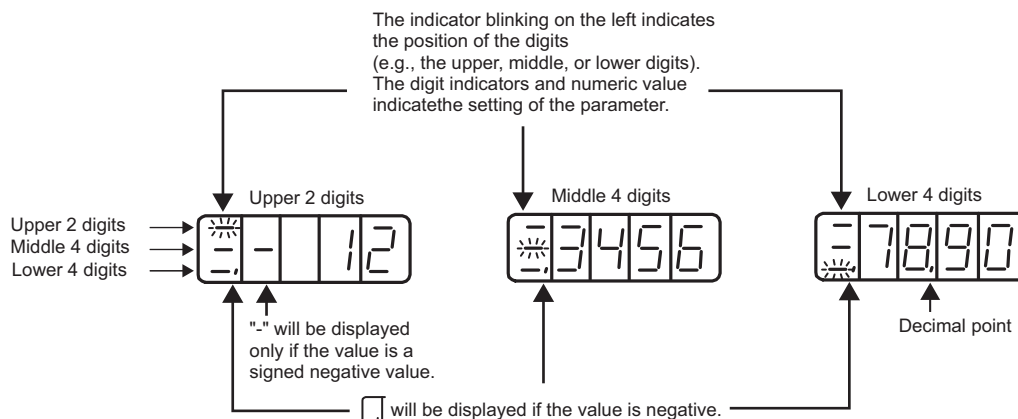 The indicator blinking on the left indicates
the position of the digits
(e.g., the upper, middle, or lower digits).
The digit indicators and numeric value
indicatethe setting of the parameter.
Upper 2 digits
Middle 4 digits
Lower 4 digits
Upper 2 digits
Middle 4 digits
Lower 4 digits
- 12
3456
78.90
"-" will be displayed
only if the value is a
signed negative value.
Decimal point
will be displayed if the value is negative.